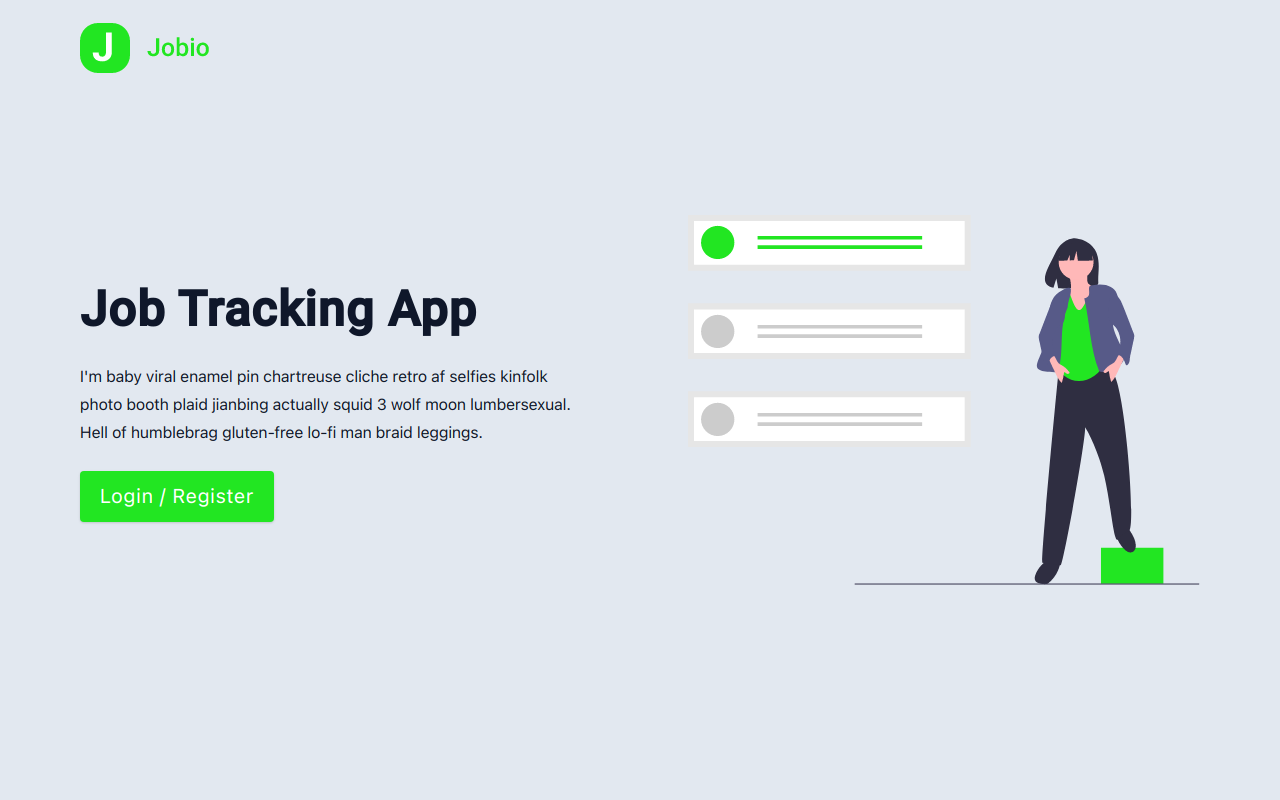 J Jobio
Job Tracking App
I'm baby viral enamel pin chartreuse cliche retro af selfies kinfolk
photo booth plaid jianbing actually squid 3 wolf moon lumbersexual.
Hell of humblebrag gluten-free lo-fi man braid leggings.
Login / Register